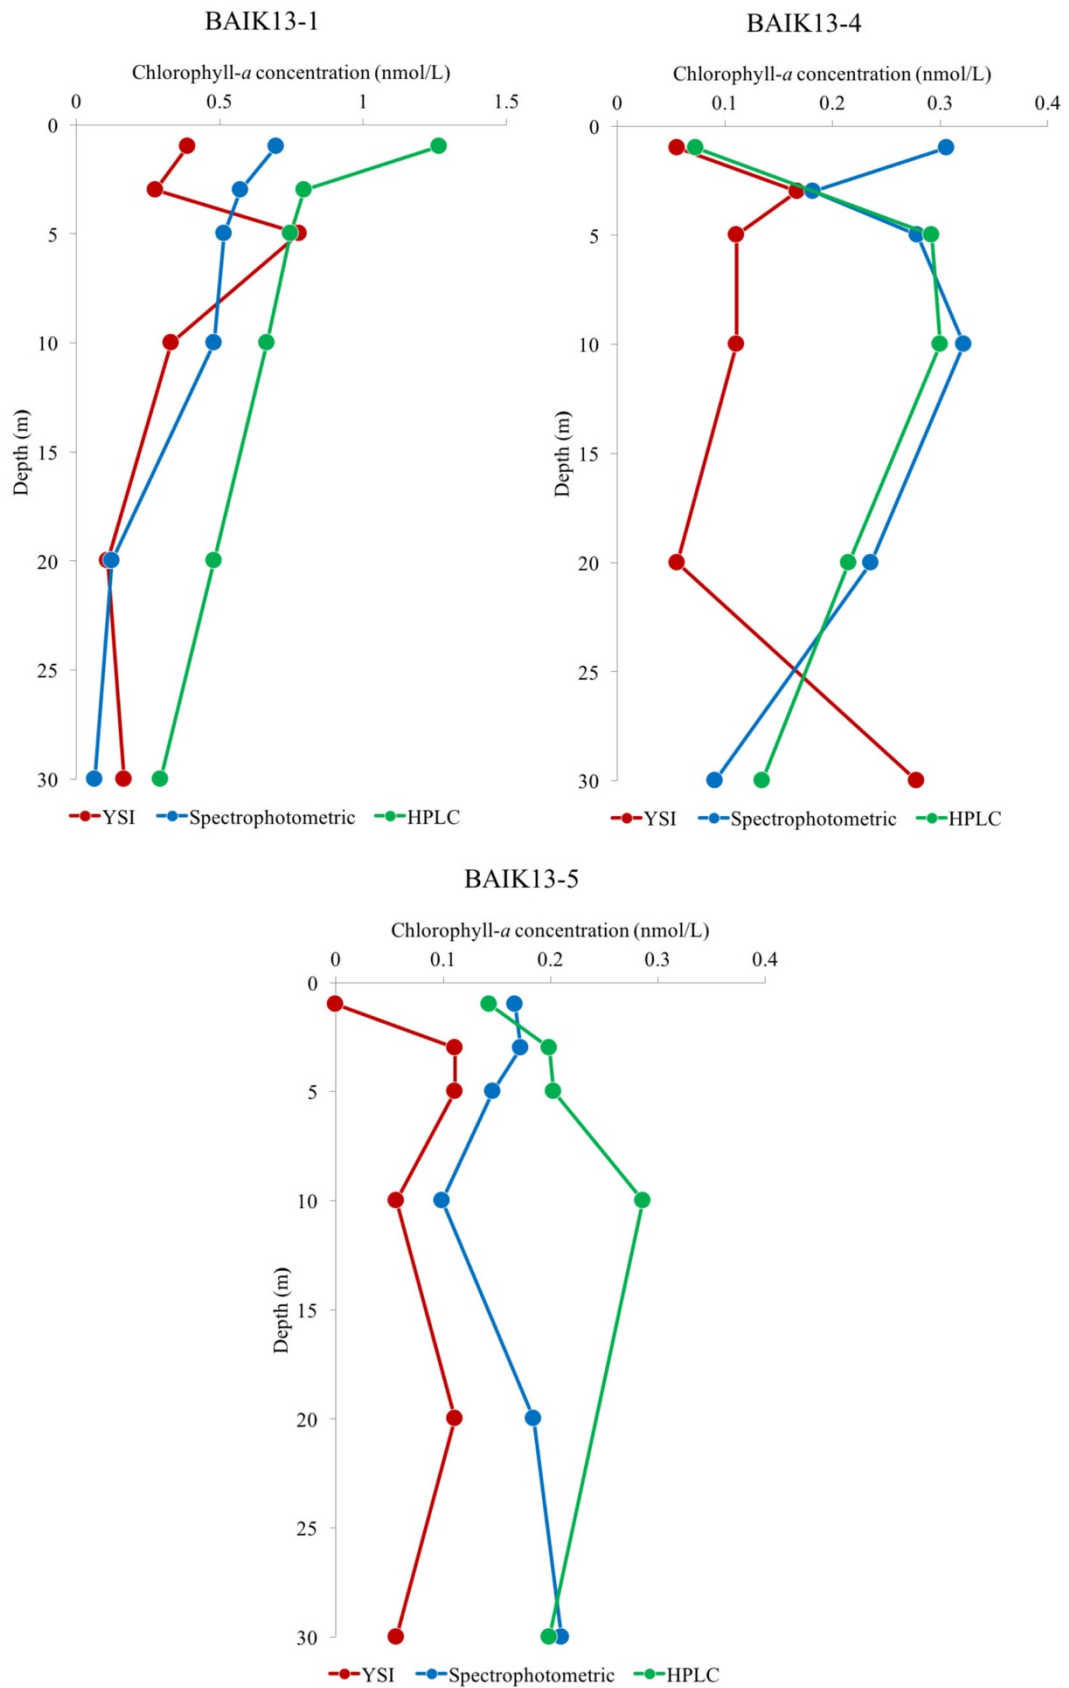 BAIK13-1
Chlorophyll-a concentration (nmol/L)
0 0.5 1 1.5
0
5
10
15
20
25
30
Depth (m)
YSI Spectrophotometric HPLC
BAIK13-4
Chlorophyll-a concentration (nmol/L)
0 0.1 0.2 0.3 0.4
0
5
10
15
20
25
30
Depth (m)
YSI Spectrophotometric HPLC
BAIK13-5
Chlorophyll-a concentration (nmol/L)
0 0.1 0.2 0.3 0.4
0
5
10
15
20
25
30
Depth (m)
YSI Spectrophotometric HPLC